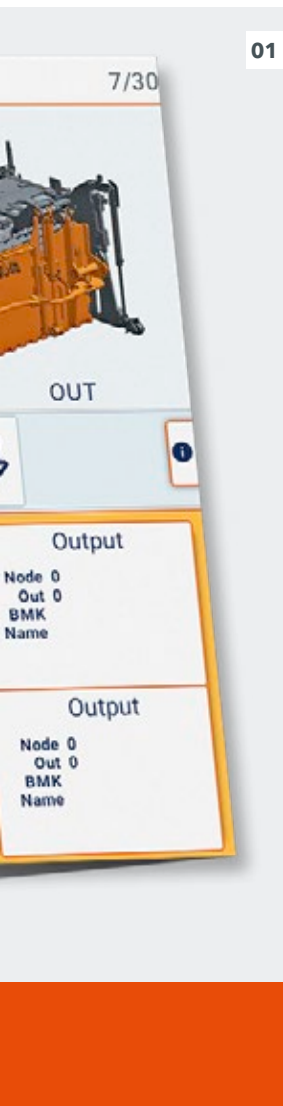 01
7/30
OUT
Output
Node 0
Out 0
BMK
Name
Output
Node 0
Out 0
BMK
Name